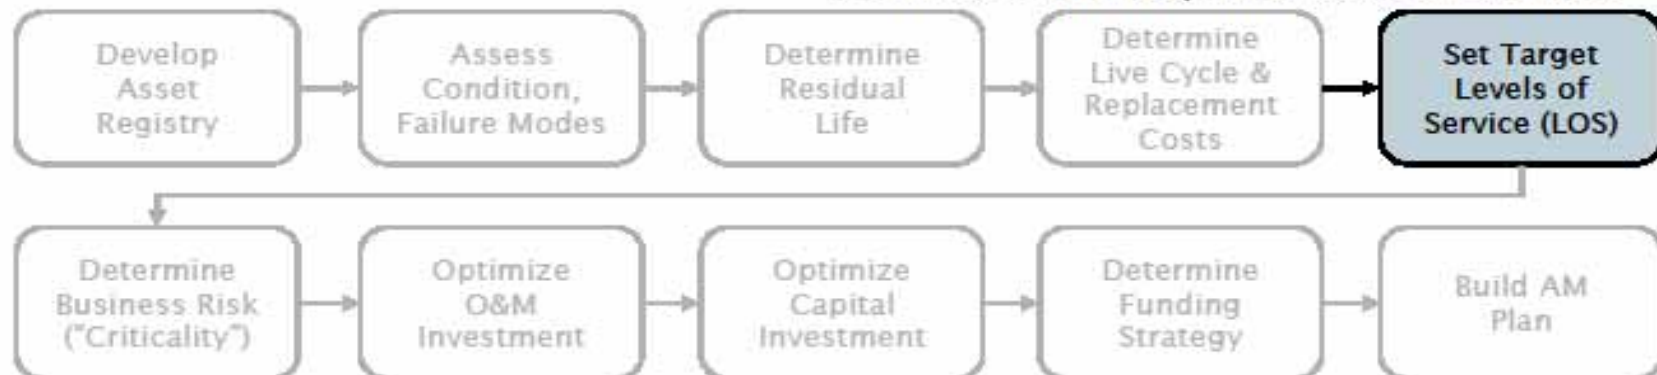 Develop
Asset
Registry
Assess
Condition,
Failure Modes
Determine
Residual
Life
Determine
Live Cycle &
Replacement
Costs
Set Target
Levels of
Service (LOS)
Determine
Business Risk
("Criticality")
Optimize
O&M
Investment
Optimize
Capital
Investment
Determine
Funding
Strategy
Build AM
Plan